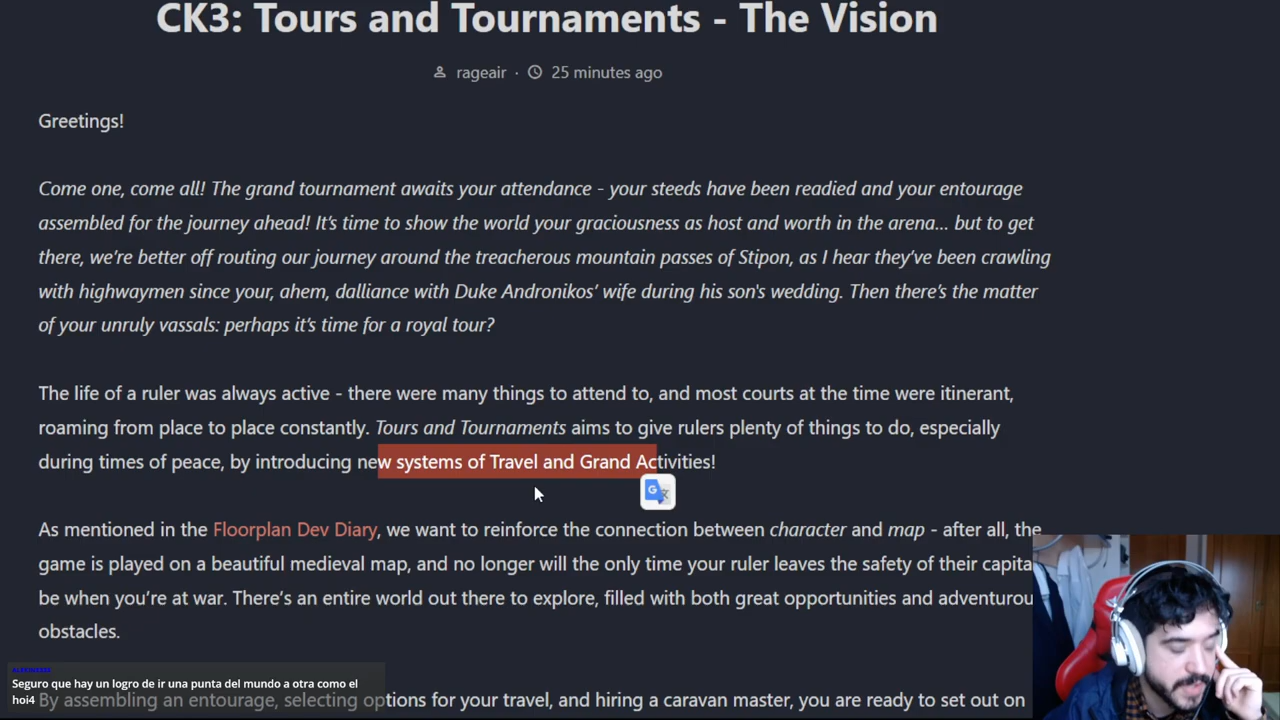 CK3: Tours and Tournaments - The Vision
rageair · 25 minutes ago
Greetings!
Come one, come all! The grand tournament awaits your attendance - your steeds have been readied and your entourage
assembled for the journey ahead! It's time to show the world your graciousness as host and worth in the arena... but to get
there, we're better off routing our journey around the treacherous mountain passes of Stipon, as I hear they've been crawling
with highwaymen since your, ahem, dalliance with Duke Andronikos' wife during his son's wedding. Then there's the matter
of your unruly vassals: perhaps it's time for a royal tour?
The life of a ruler was always active - there were many things to attend to, and most courts at the time were itinerant,
roaming from place to place constantly. Tours and Tournaments aims to give rulers plenty of things to do, especially
during times of peace, by introducing new systems of Travel and Grand Activities!
As mentioned in the Floorplan Dev Diary, we want to reinforce the connection between character and map - after all, the
game is played on a beautiful medieval map, and no longer will the only time your ruler leaves the safety of their capita
be when you're at war. There's an entire world out there to explore, filled with both great opportunities and adventurou
obstacles.
Seguro que hay un logro de ir una punta del mundo a otra como el
hoi4
By assembling an entourage, selecting options for your travel, and hiring a caravan master, you are ready to set out on